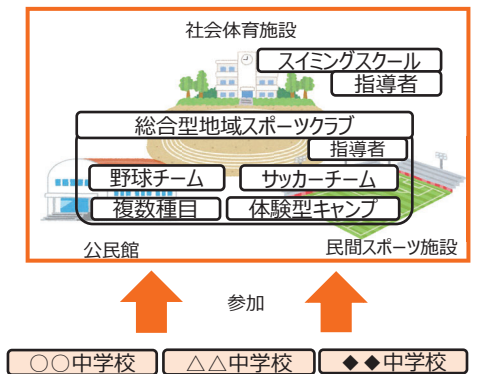 社会体育施設
スイミングスクール
指導者
総合型地域スポーツクラブ
指導者
野球チーム サッカーチーム
複数種目 体験型キャンプ
公民館 民間スポーツ施設
参加
○○中学校 △△中学校 ◆◆中学校